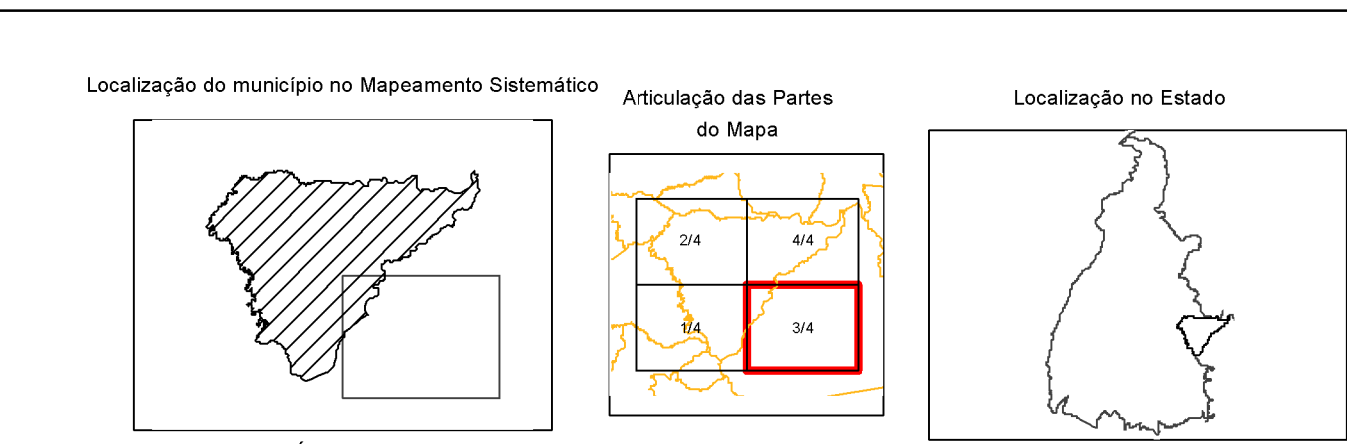 Localização do município no Mapeamento Sistemático
Articulação das Partes
do Mapa
2/4
4/4
1/4
3/4
Localização no Estado